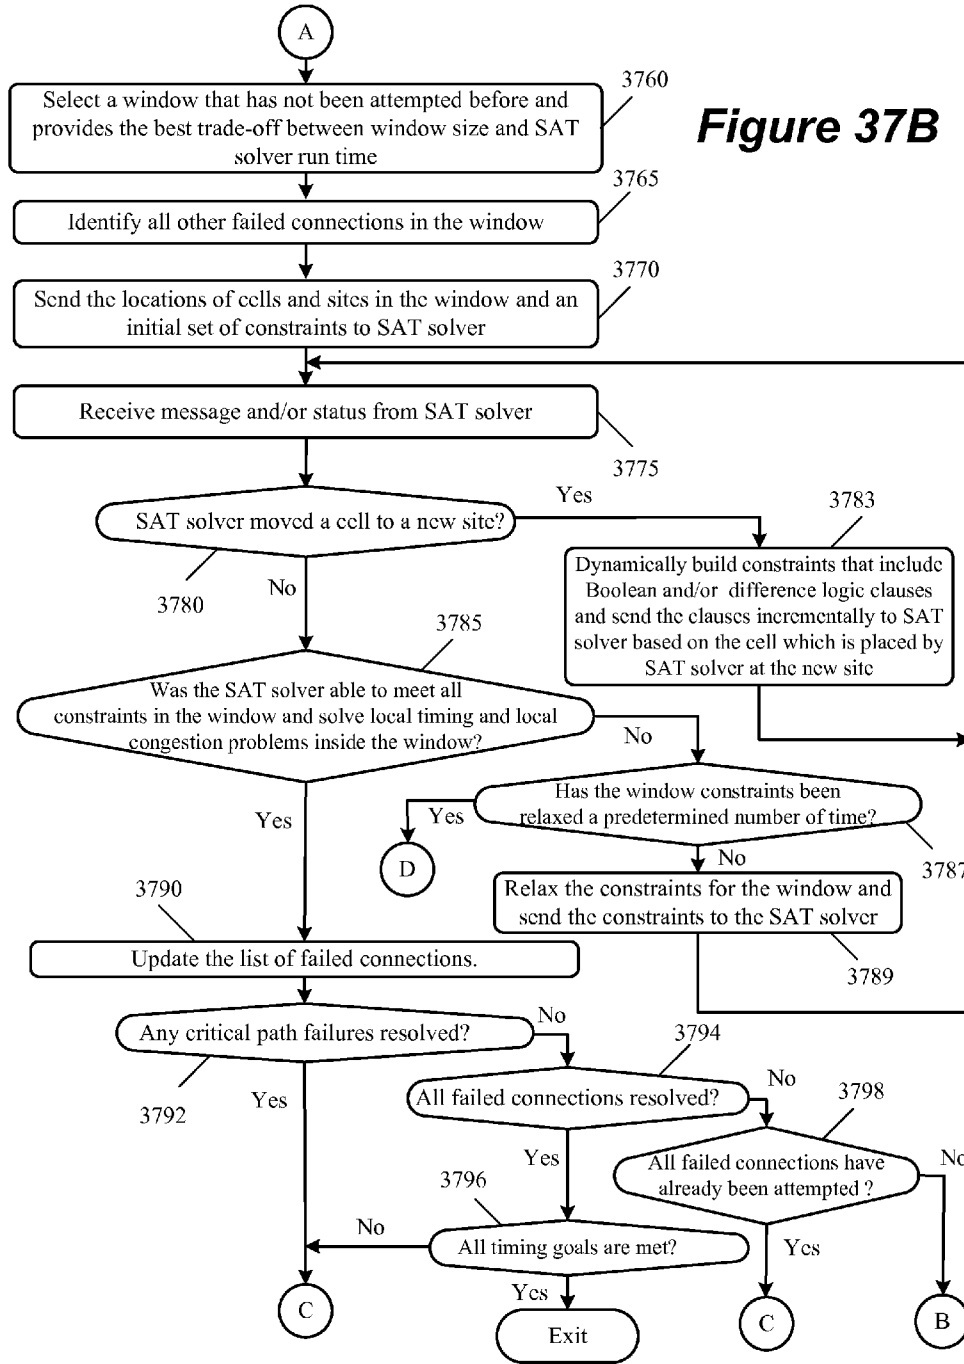 A
3760
Select a window that has not been attempted before and
provides the best trade-off between window size and SAT
solver run time
Figure 37B
3765
Identify all other failed connections in the window
3770
Send the locations of cells and sites in the window and an
initial set of constraints to SAT solver
Receive message and/or status from SAT solver
3775
Yes
3783
SAT solver moved a cell to a new site?
3780
No
Dynamically build constraints that include
Boolean and/or difference logic clauses
and send the clauses incrementally to SAT
solver based on the cell which is placed by
SAT solver at the new site
3785
Was the SAT solver able to meet all
constraints in the window and solve local timing and local
congestion problems inside the window?
No
Yes
Has the window constraints been
relaxed a predetermined number of time?
Yes
D
No
3787
Relax the constraints for the window and
send the constraints to the SAT solver
3789
3790
Update the list of failed connections.
Any critical path failures resolved?
No
3792
Yes
3794
All failed connections resolved?
No
3798
Yes
All failed connections have
already been attempted ?
No
3796
All timing goals are met?
No
Yes
Yes
C
Exit
C
B